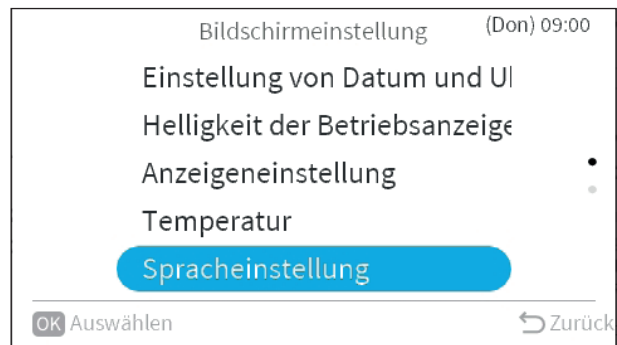 Bildschirmeinstellung (Don) 09:00
Einstellung von Datum und
Helligkeit der Betriebsanzeige
Anzeigeneinstellung
Temperatur
Spracheinstellung
OK Auswählen Zurück